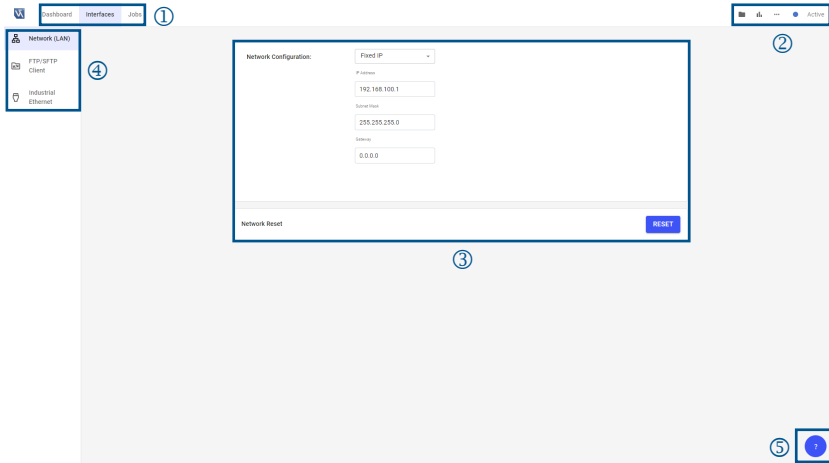 Dashboard Interfaces Jobs ① Active
②
Network (LAN)
FTP/SFTP
Client
④
Industrial
Ethernet
Network Configuration: Fixed IP
IP Address
192.168.100.1
Subnet Mask
255.255.255.0
Gateway
0.0.0.0
Network Reset RESET
③
⑤ ?